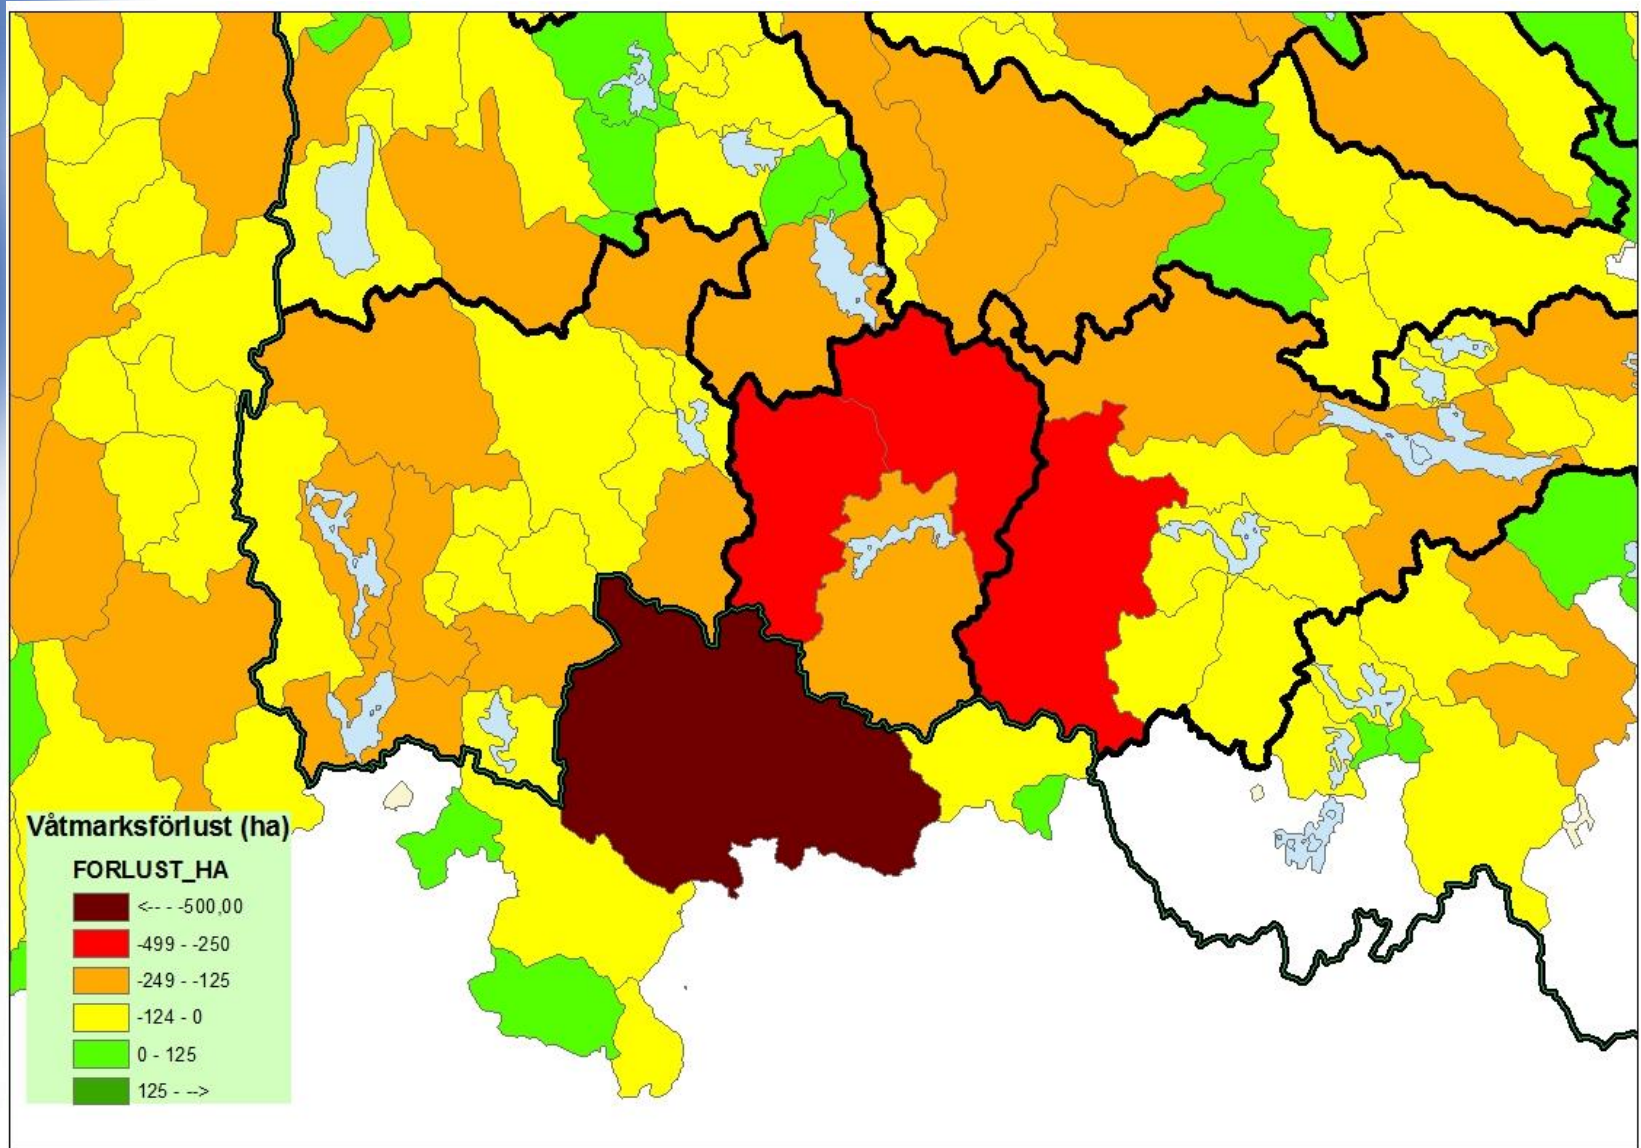 Våtmarksförlust (ha)
FORLUST_HA
<-- - -500,00
-499 - -250
-249 - -125
-124 - 0
0 - 125
125 - -->